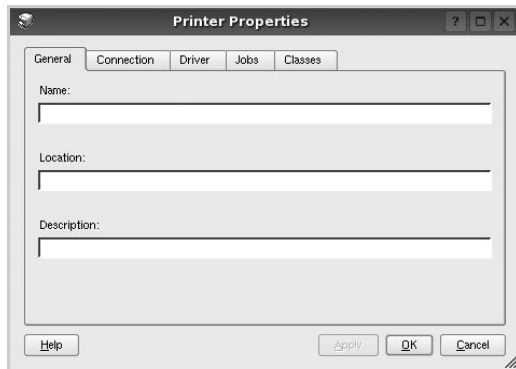 Printer Properties
General Connection Driver Jobs Classes
Name:
Location:
Description:
Help Apply OK Cancel